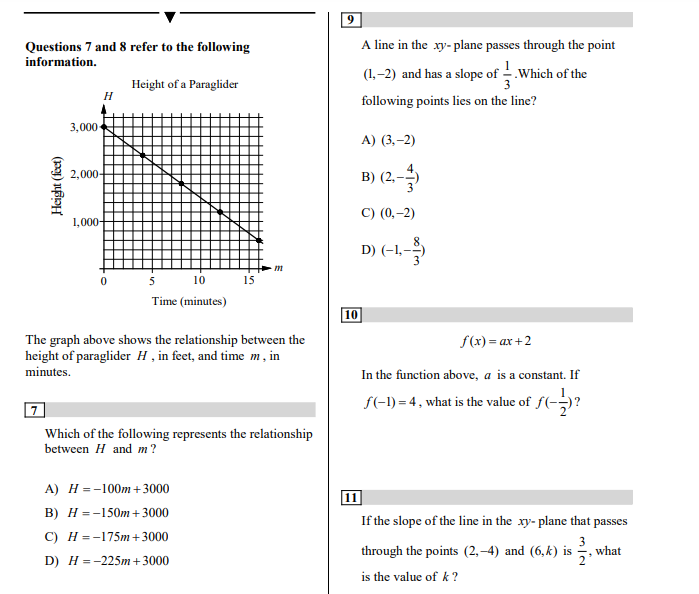 Questions 7 and 8 refer to the following
information.
Height of a Paraglider
H
3,000
2,000
1,000
Height (feet)
m
0 5 10 15
Time (minutes)
The graph above shows the relationship between the
height of paraglider H , in feet, and time m , in
minutes.
7
Which of the following represents the relationship
between H and m ?
A) H = −100m + 3000
B) H = −150m + 3000
C) H = −175m + 3000
D) H = −225m + 3000
9
A line in the xy- plane passes through the point
(1,−2) and has a slope of 1/3 .Which of the
following points lies on the line?
A) (3,−2)
B) (2,−4/3)
C) (0,−2)
D) (−1,−8/3)
10
f(x) = ax + 2
In the function above, a is a constant. If
f(−1) = 4 , what is the value of f(−1/2)?
11
If the slope of the line in the xy- plane that passes
through the points (2,−4) and (6,k) is 3/2 , what
is the value of k ?